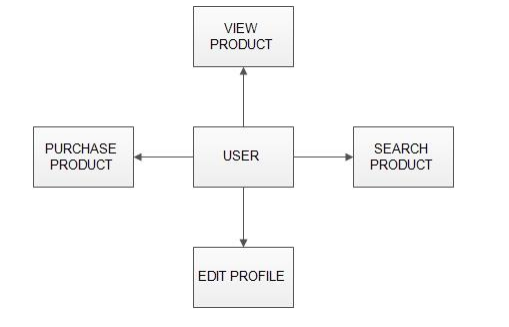 VIEW
PRODUCT
PURCHASE
PRODUCT
USER
SEARCH
PRODUCT
EDIT PROFILE